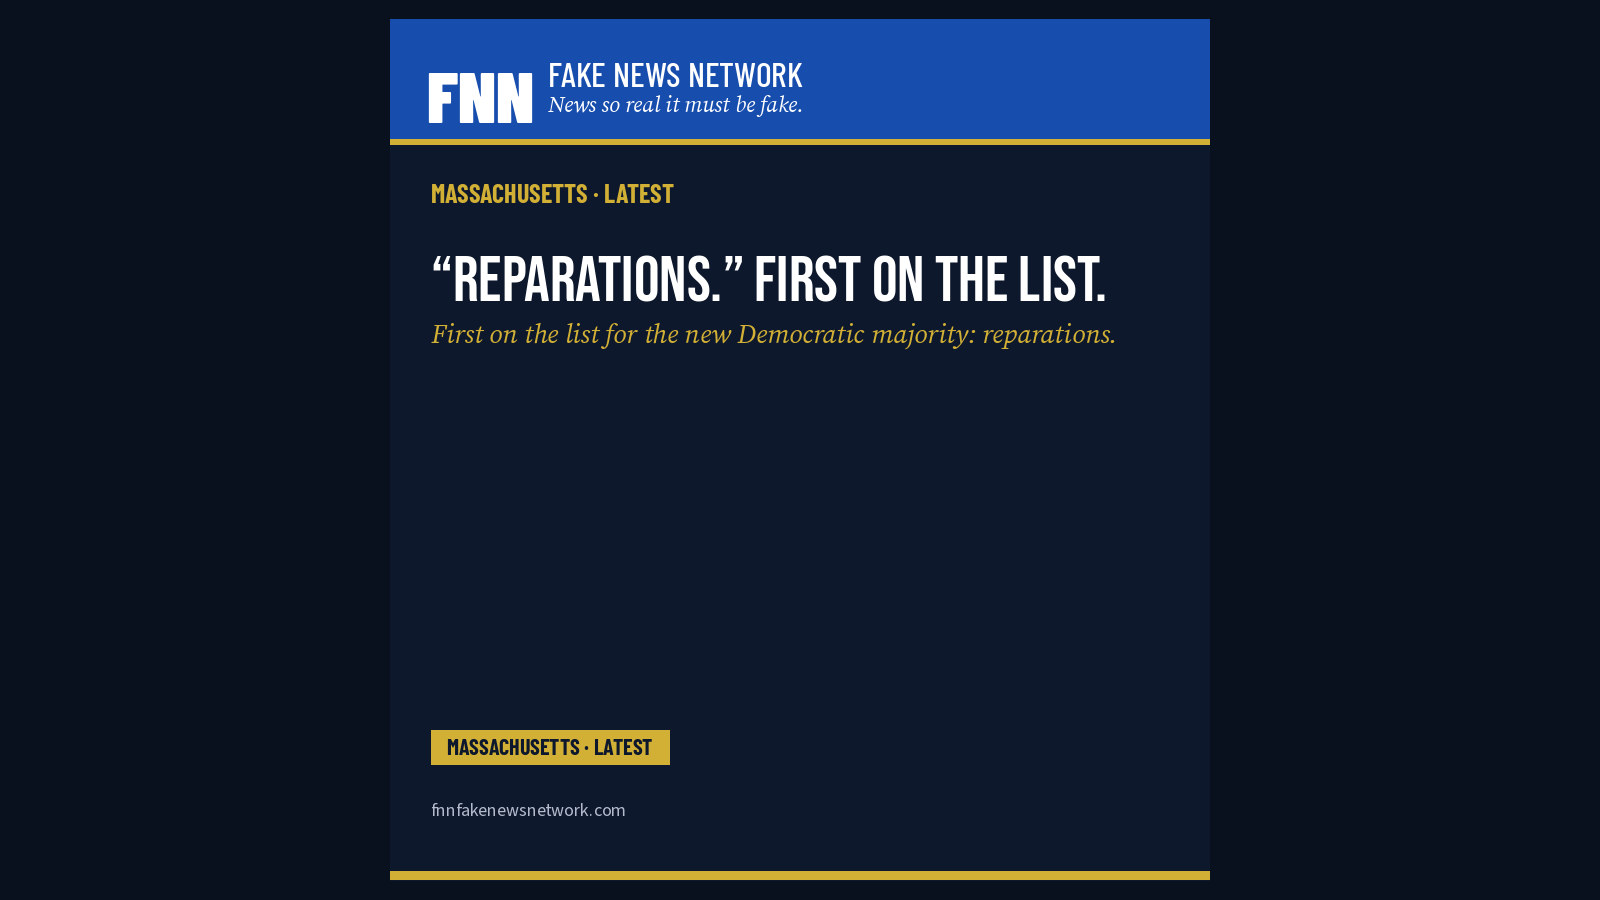 FNN
FAKE NEWS NETWORK
News so real it must be fake.
MASSACHUSETTS · LATEST
“REPARATIONS.” FIRST ON THE LIST.
First on the list for the new Democratic majority: reparations.
MASSACHUSETTS · LATEST
fnnfakenewsnetwork.com